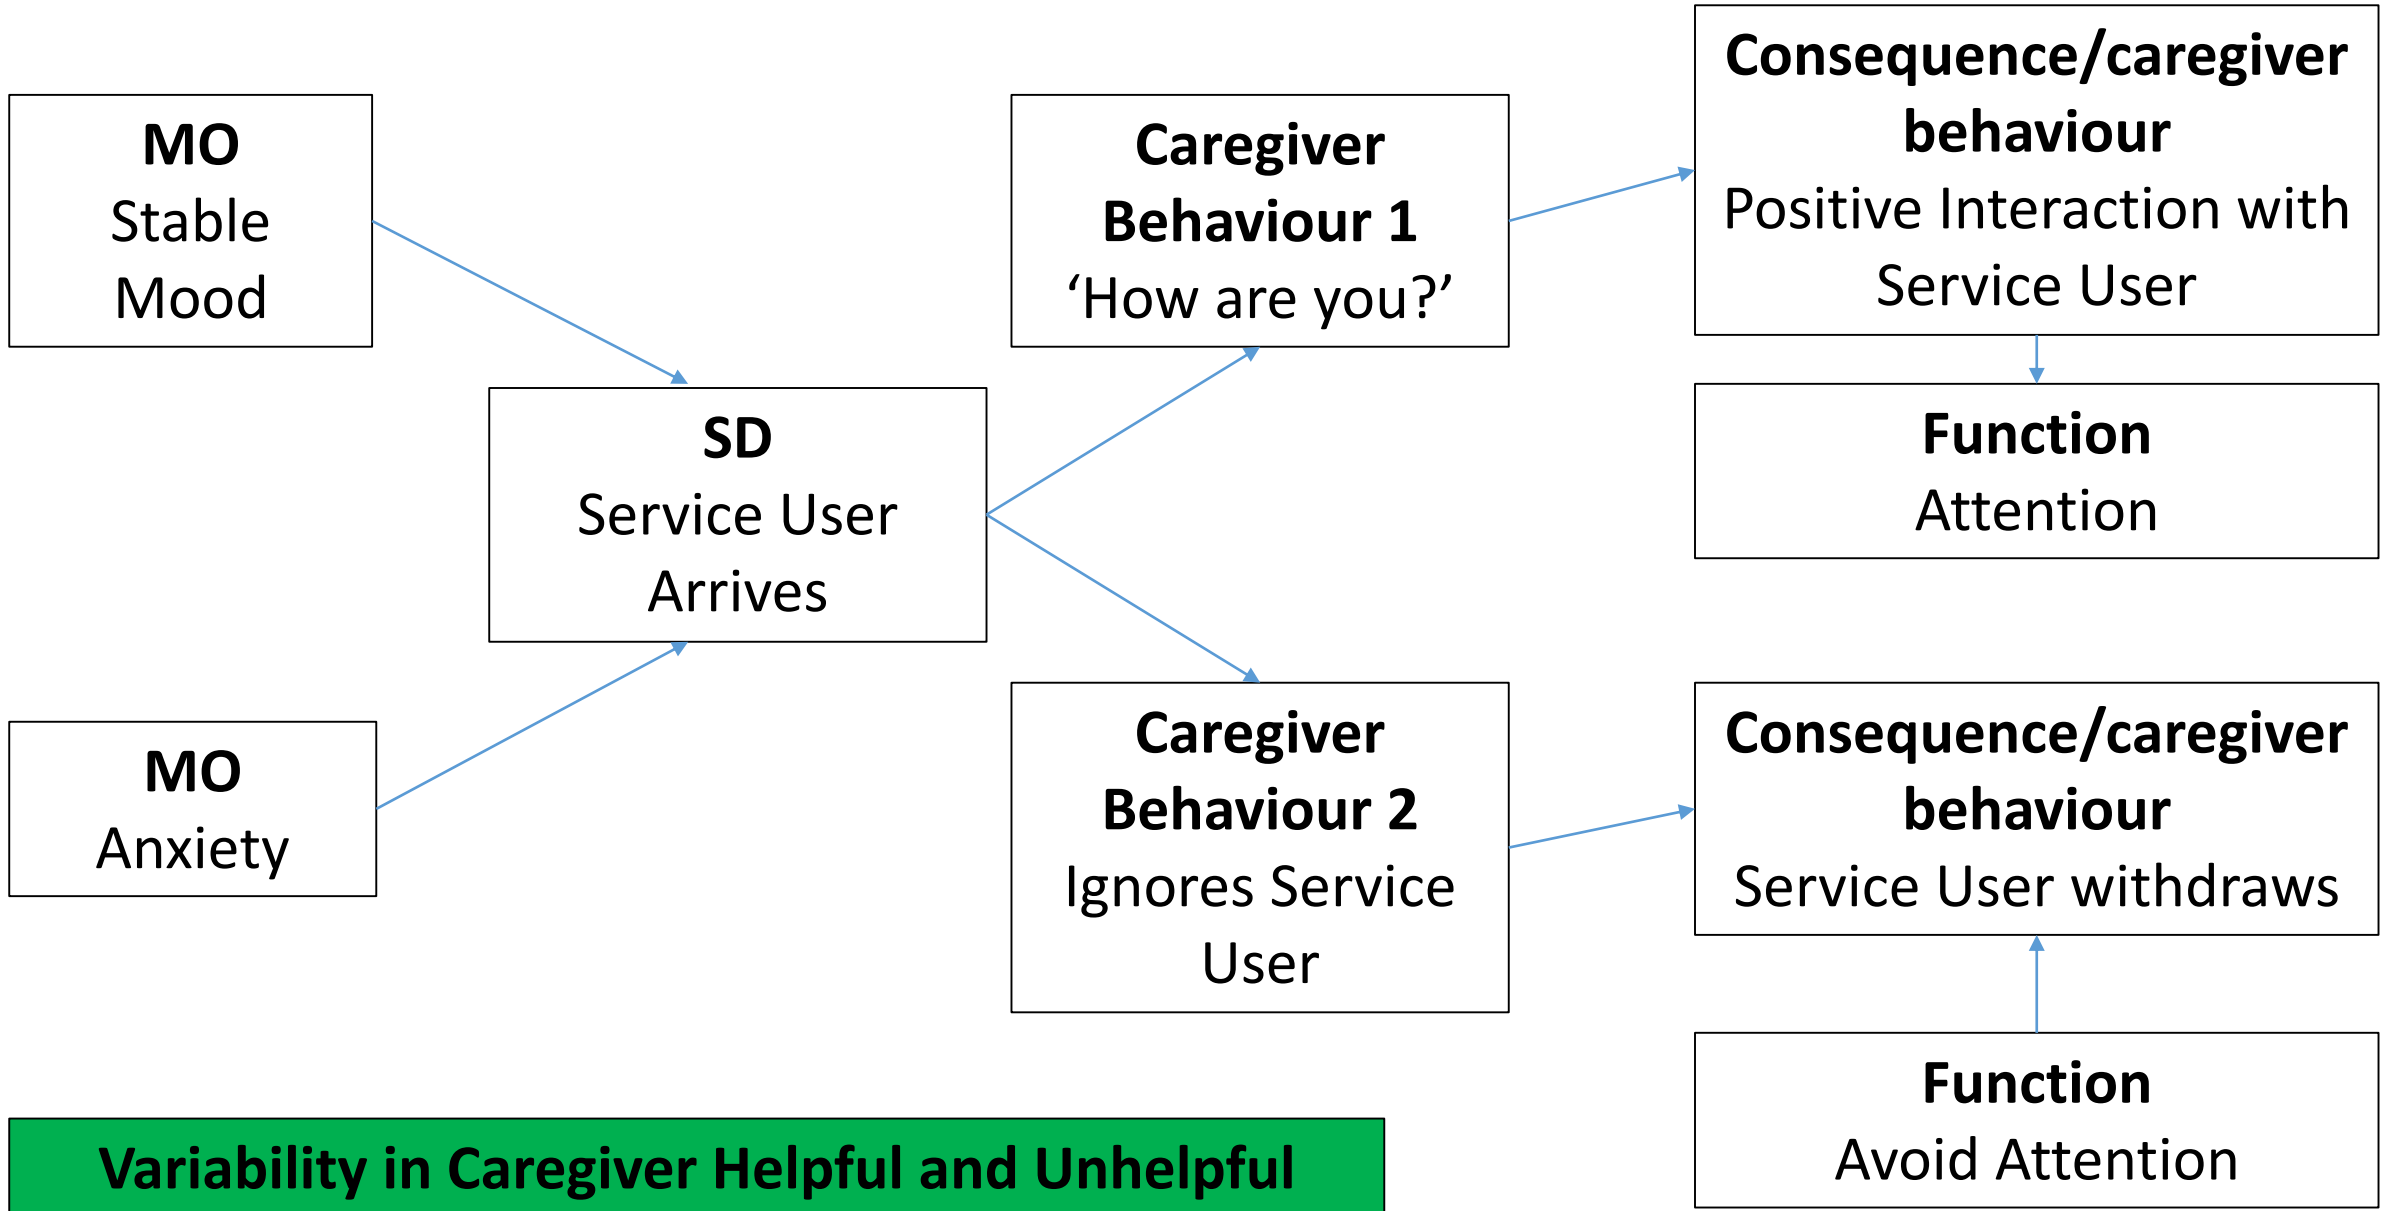 MO
Stable
Mood
MO
Anxiety
SD
Service User
Arrives
Caregiver
Behaviour 1
‘How are you?’
Caregiver
Behaviour 2
Ignores Service
User
Consequence/caregiver
behaviour
Positive Interaction with
Service User
Function
Attention
Consequence/caregiver
behaviour
Service User withdraws
Function
Avoid Attention
Variability in Caregiver Helpful and Unhelpful